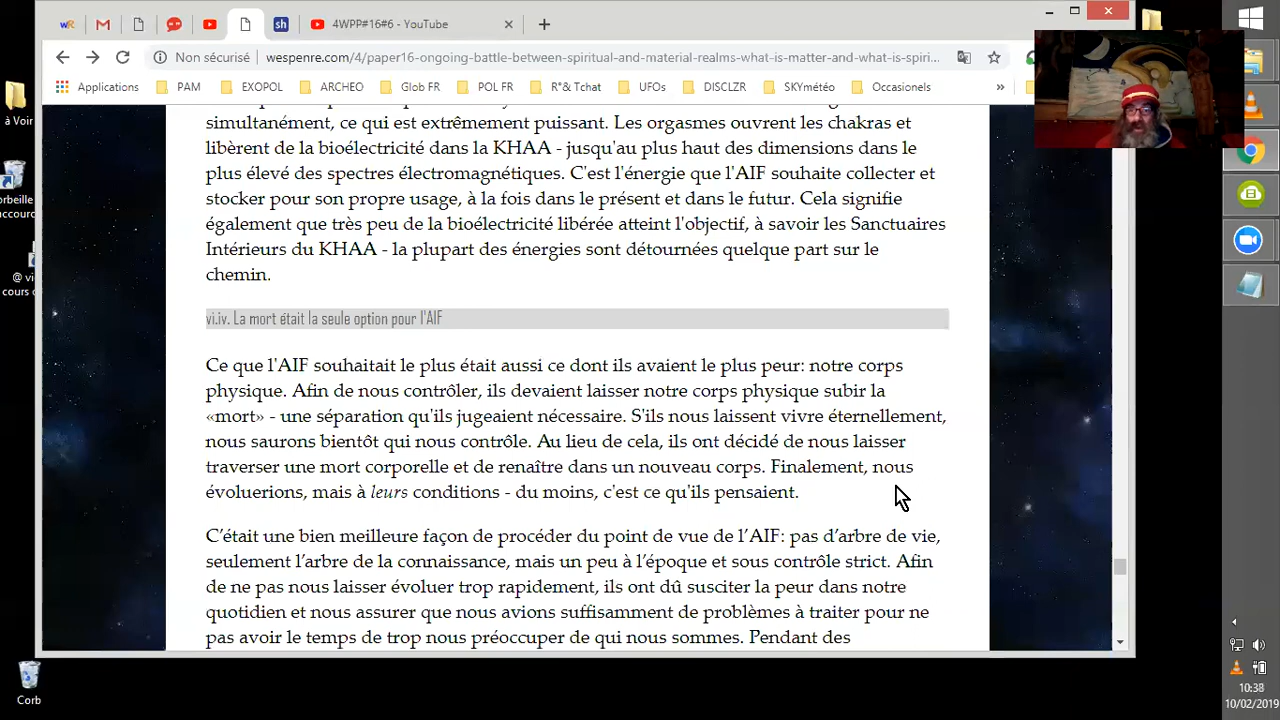 4WPP#16#6 - YouTube
Non sécurisé
wespenre.com/4/paper16-ongoing-battle-between-spiritual-and-material-realms-what-is-matter-and-what-is-spiri...
Applications PAM EXOPOL ARCHEO Glob FR POL FR R°& Tchat UFOs DISCLZR SKYmétéo Occasionels »
simultanément, ce qui est exrêmement puissant. Les orgasmes ouvrent les chakras et
libèrent de la bioélectricité dans la KHAA - jusqu'au plus haut des dimensions dans le
plus élevé des spectres électromagnétiques. C'est l'énergie que l'AIF souhaite collecter et
stocker pour son propre usage, à la fois dans le présent et dans le futur. Cela signifie
également que très peu de la bioélectricité libérée atteint l'objectif, à savoir les Sanctuaires
Intérieurs du KHAA - la plupart des énergies sont détournées quelque part sur le
chemin.
vi.iv. La mort était la seule option pour l'AIF
Ce que l'AIF souhaitait le plus était aussi ce dont ils avaient le plus peur: notre corps
physique. Afin de nous contrôler, ils devaient laisser notre corps physique subir la
«mort» - une séparation qu'ils jugeaient nécessaire. S'ils nous laissent vivre éternellement,
nous saurons bientôt qui nous contrôle. Au lieu de cela, ils ont décidé de nous laisser
traverser une mort corporelle et de renaître dans un nouveau corps. Finalement, nous
évoluerions, mais à leurs conditions - du moins, c'est ce qu'ils pensaient.
C’était une bien meilleure façon de procéder du point de vue de l’AIF: pas d’arbre de vie,
seulement l’arbre de la connaissance, mais un peu à l’époque et sous contrôle strict. Afin
de ne pas nous laisser évoluer trop rapidement, ils ont dû susciter la peur dans notre
quotidien et nous assurer que nous avions suffisamment de problèmes à traiter pour ne
pas avoir le temps de trop nous préoccuper de qui nous sommes. Pendant des
à Voir
orbeille
accour
@ vi
cours
Corb
10:38
10/02/2019